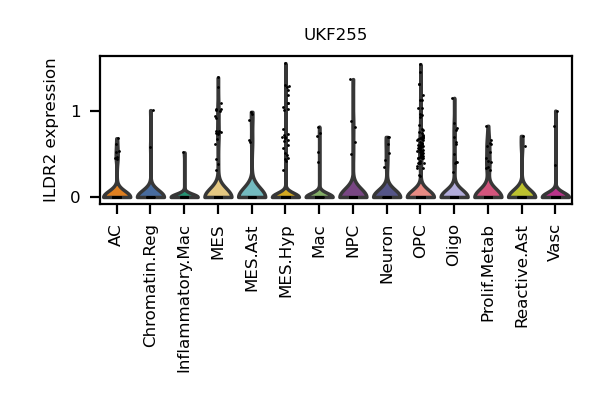 UKF255
ILDR2 expression
1
0
AC
Chromatin.Reg
Inflammatory.Mac
MES
MES.Ast
MES.Hyp
Mac
NPC
Neuron
OPC
Oligo
Prolif.Metab
Reactive.Ast
Vasc